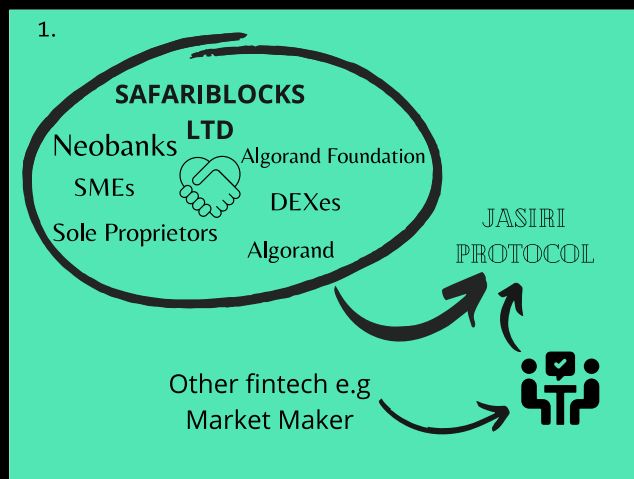 1.
SAFARIBLOCKS
LTD
Neobanks
SMEs
Sole Proprietors
Algorand Foundation
DEXes
Algorand
JASIRI
PROTOCOL
Other fintech e.g
Market Maker